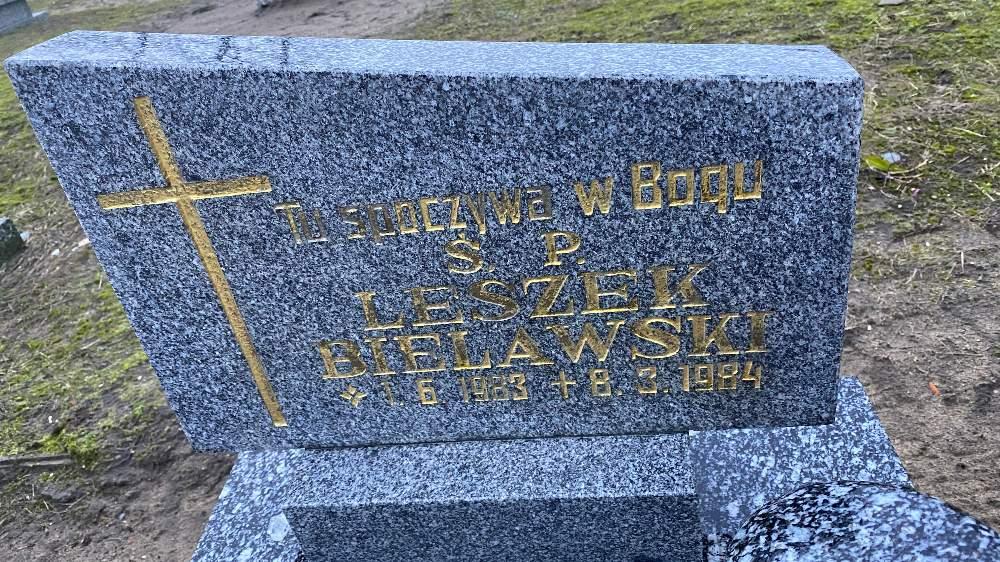 Tu spoczywa w Bogu
Ś. P.
LESZEK
BIELAWSKI
* 1.6 1983 + 8.3.1984